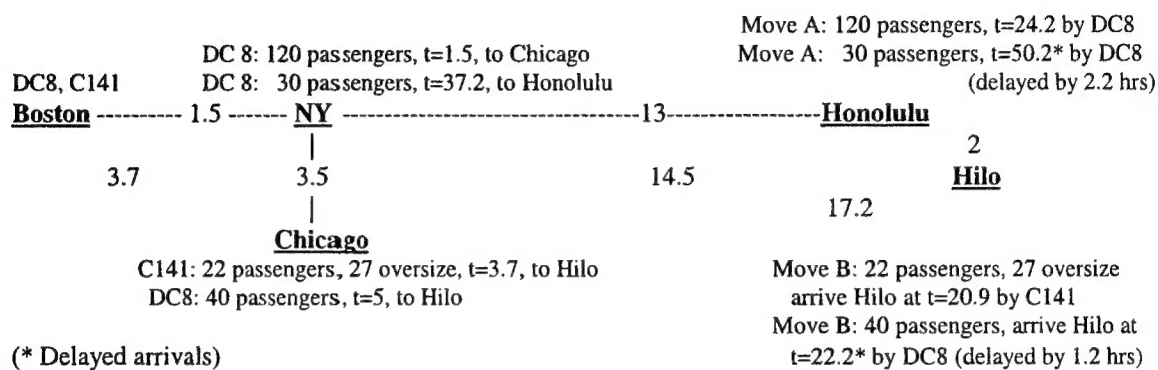 Move A: 120 passengers, t=24.2 by DC8
DC 8: 120 passengers, t=1.5, to Chicago
Move A: 30 passengers, t=50.2* by DC8
DC8, C141
DC 8: 30 passengers, t=37.2, to Honolulu
(delayed by 2.2 hrs)
Boston ---------- 1.5 ------- NY -----------------------------------13------------------Honolulu
2
3.7
3.5
14.5
Hilo
17.2
Chicago
C141: 22 passengers, 27 oversize, t=3.7, to Hilo
Move B: 22 passengers, 27 oversize
DC8: 40 passengers, t=5, to Hilo
arrive Hilo at t=20.9 by C141
Move B: 40 passengers, arrive Hilo at
(* Delayed arrivals)
t=22.2* by DC8 (delayed by 1.2 hrs)